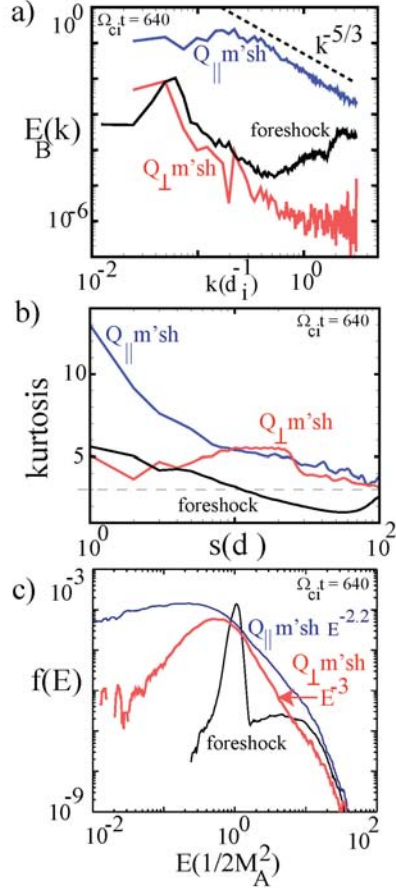 a)
Ω_ci t = 640
10^0
k^-5/3
Q_∥ m'sh
E_B(k)
foreshock
Q_⊥ m'sh
10^-6
10^-2
k(d_i)
10^0
b)
Ω_ci t = 640
Q_∥ m'sh
10
kurtosis
Q_⊥ m'sh
5
foreshock
10^0
s(d)
10^2
c)
10^-3
Ω_ci t = 640
Q_∥ m'sh E^-2.2
Q_⊥ m'sh
f(E)
E^-3
foreshock
10^-9
10^-2
10^0
10^2
E(1/2M_A^2)